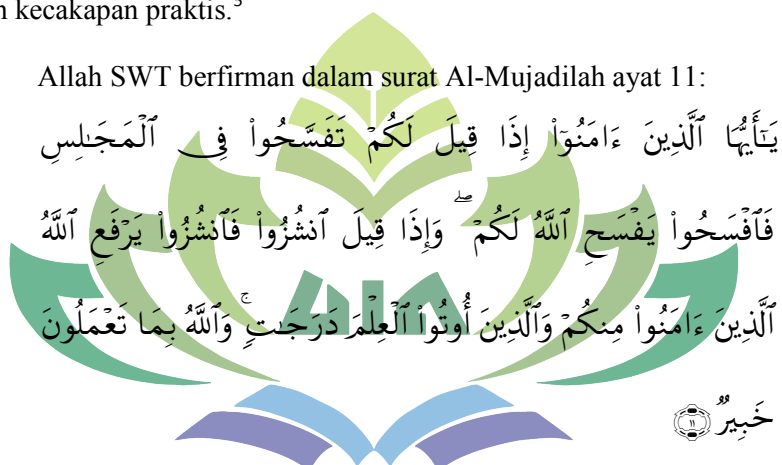 n kecakapan praktis.⁵
Allah SWT berfirman dalam surat Al-Mujadilah ayat 11:
يَـٰٓأَيُّهَا ٱلَّذِينَ ءَامَنُوٓا۟ إِذَا قِيلَ لَكُمۡ تَفَسَّحُوا۟ فِى ٱلۡمَجَـٰلِسِ
فَٱفۡسَحُوا۟ يَفۡسَحِ ٱللَّهُ لَكُمۡۖ وَإِذَا قِيلَ ٱنشُزُوا۟ فَٱنشُزُوا۟ يَرۡفَعِ ٱللَّهُ
ٱلَّذِينَ ءَامَنُوا۟ مِنكُمۡ وَٱلَّذِينَ أُوتُوا۟ ٱلۡعِلۡمَ دَرَجَـٰتٍۚ وَٱللَّهُ بِمَا تَعۡمَلُونَ
خَبِيرٌ ۝١١